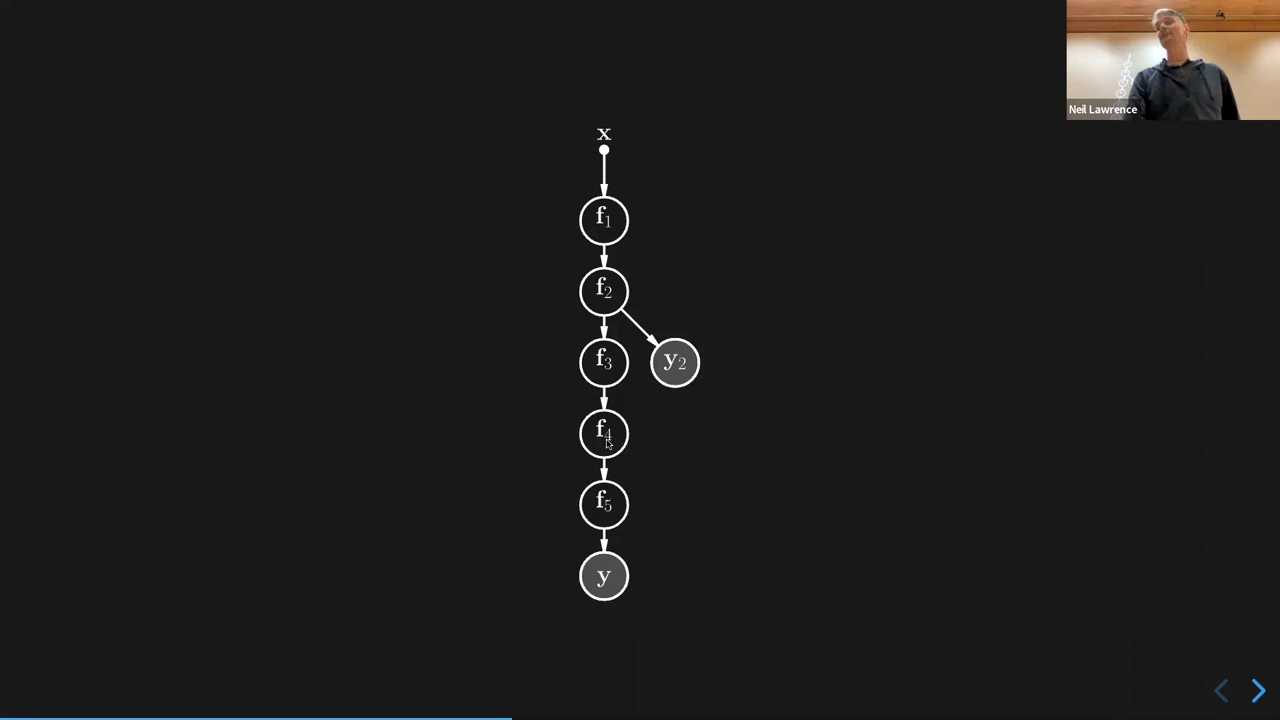 x
f₁
f₂
f₃
y₂
f₄
f₅
y
Neil Lawrence